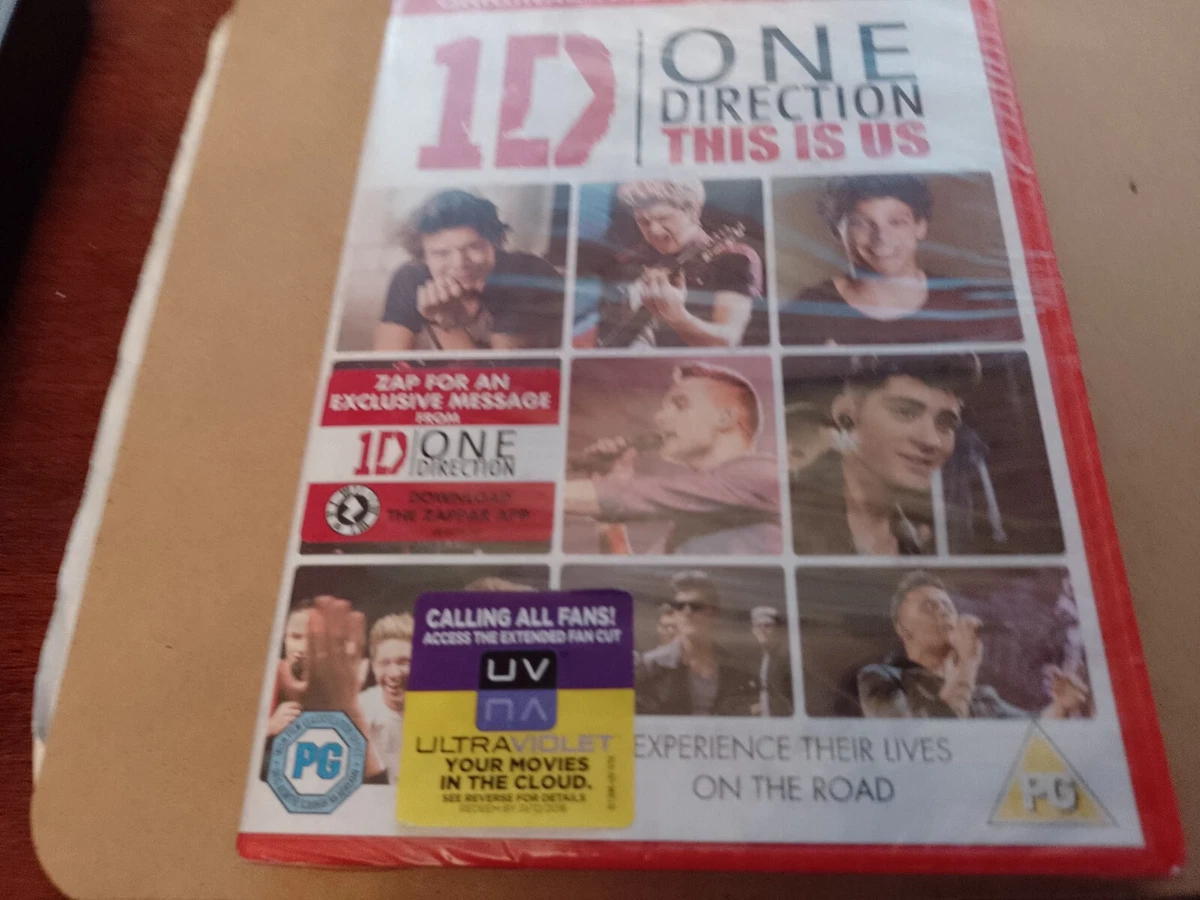 1D
ONE
DIRECTION
THIS IS US
ZAP FOR AN
EXCLUSIVE MESSAGE
FROM
1D ONE
DIRECTION
DOWNLOAD
THE ZAPPAR APP
CALLING ALL FANS!
ACCESS THE EXTENDED FAN CUT
UV
ULTRAVIOLET
YOUR MOVIES
IN THE CLOUD.
SEE REVERSE FOR DETAILS
PG
EXPERIENCE THEIR LIVES
ON THE ROAD
PG